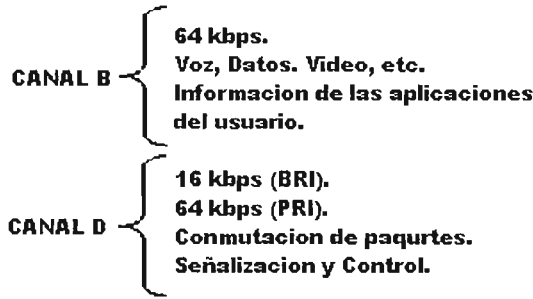 CANAL B
64 kbps.
Voz, Datos. Video, etc.
Informacion de las aplicaciones
del usuario.
CANAL D
16 kbps (BRI).
64 kbps (PRI).
Conmutacion de paqurtes.
Señalizacion y Control.